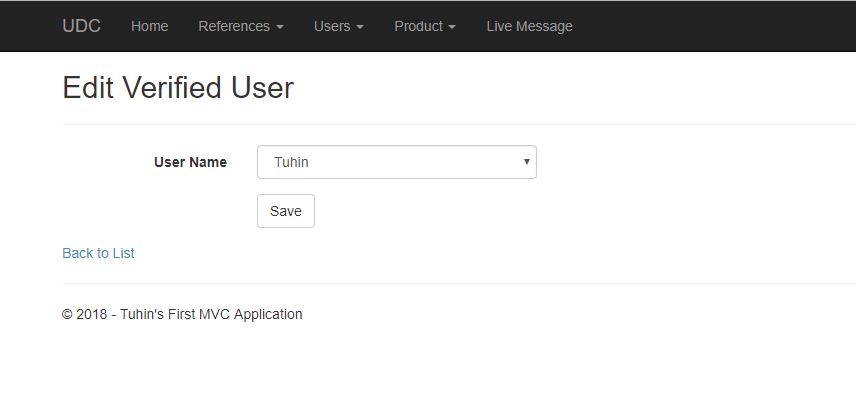 UDC Home References Users Product Live Message
Edit Verified User
User Name Tuhin
Save
Back to List
© 2018 - Tuhin's First MVC Application